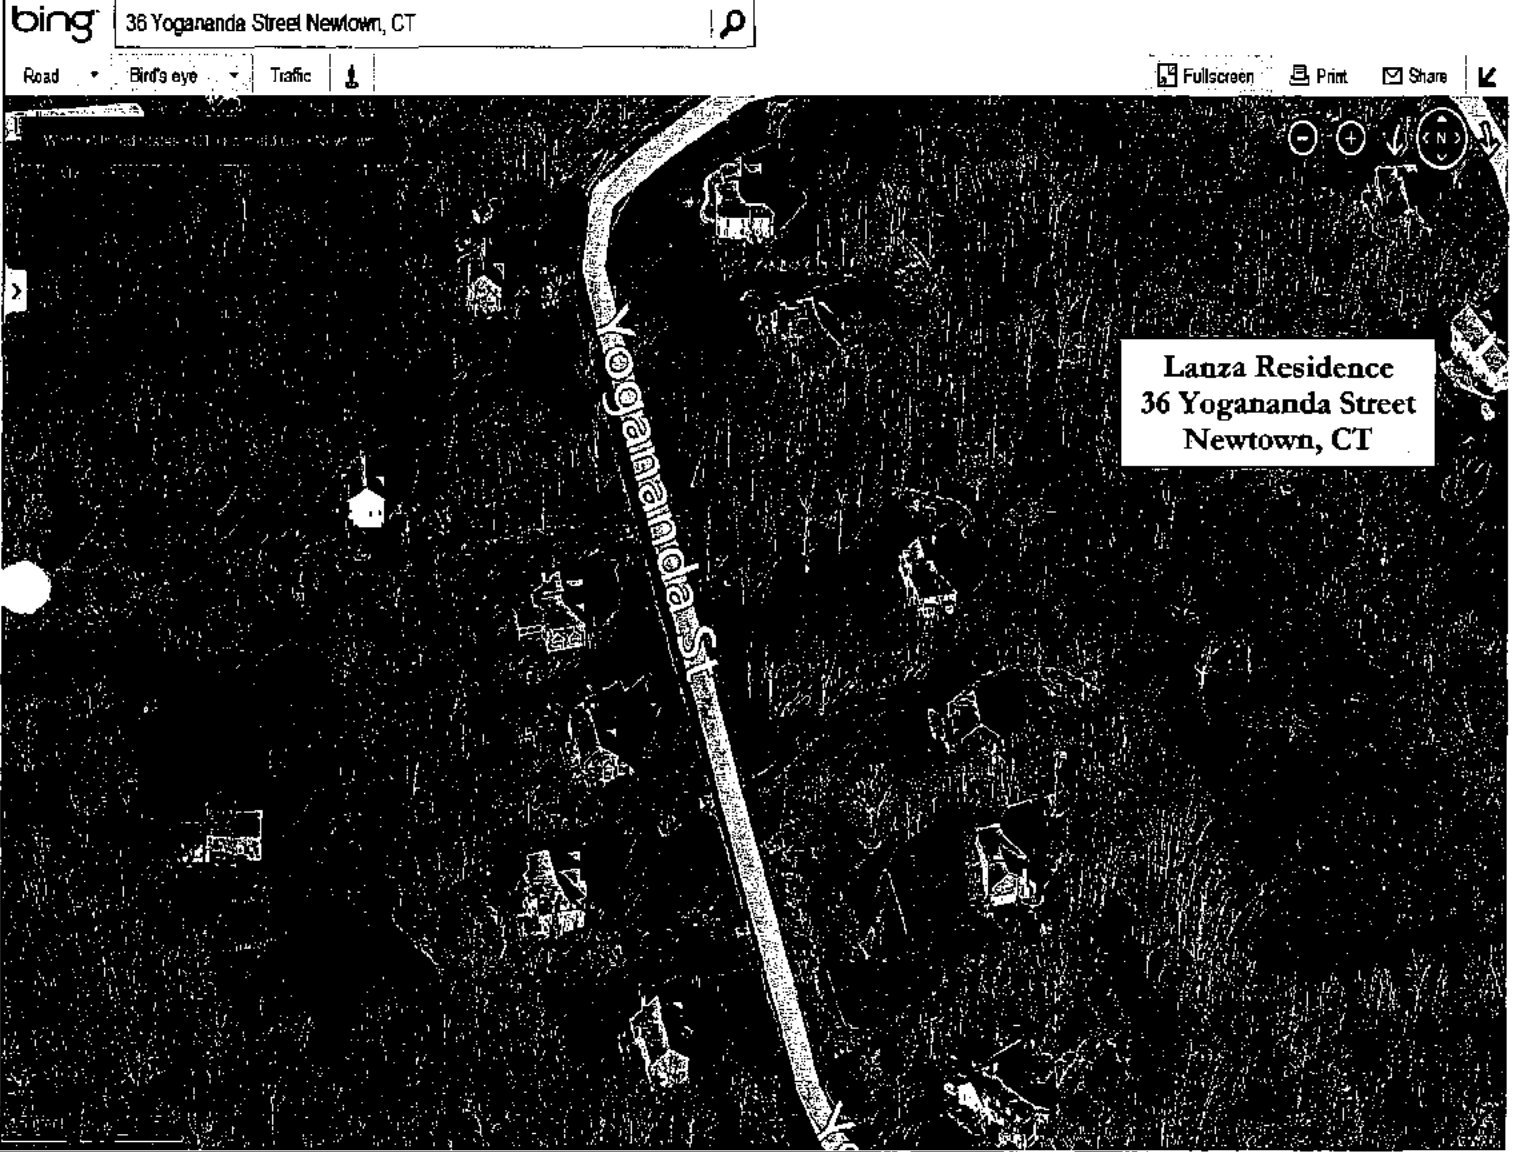 bing
36 Yogananda Street Newtown, CT
Road
Bird's eye
Traffic
Fullscreen
Print
Share
N
Yogananda St
Lanza Residence
36 Yogananda Street
Newtown, CT